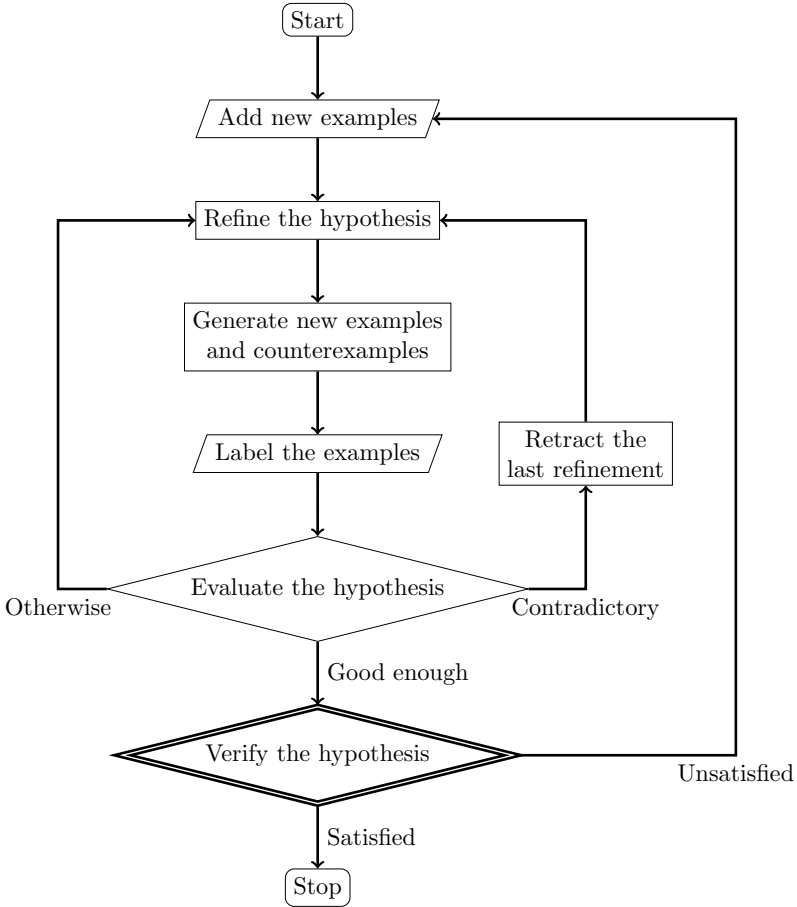 Start
Add new examples
Refine the hypothesis
Generate new examples
and counterexamples
Label the examples
Retract the
last refinement
Evaluate the hypothesis
Otherwise
Contradictory
Good enough
Verify the hypothesis
Unsatisfied
Satisfied
Stop